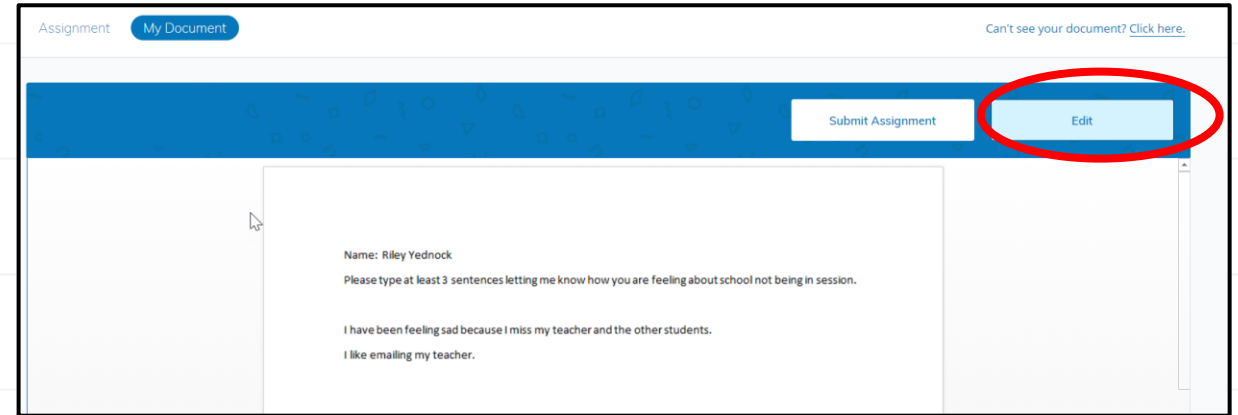 Assignment My Document Can't see your document? Click here.
Submit Assignment Edit
Name: Riley Yednock
Please type at least 3 sentences letting me know how you are feeling about school not being in session.
I have been feeling sad because I miss my teacher and the other students.
I like emailing my teacher.